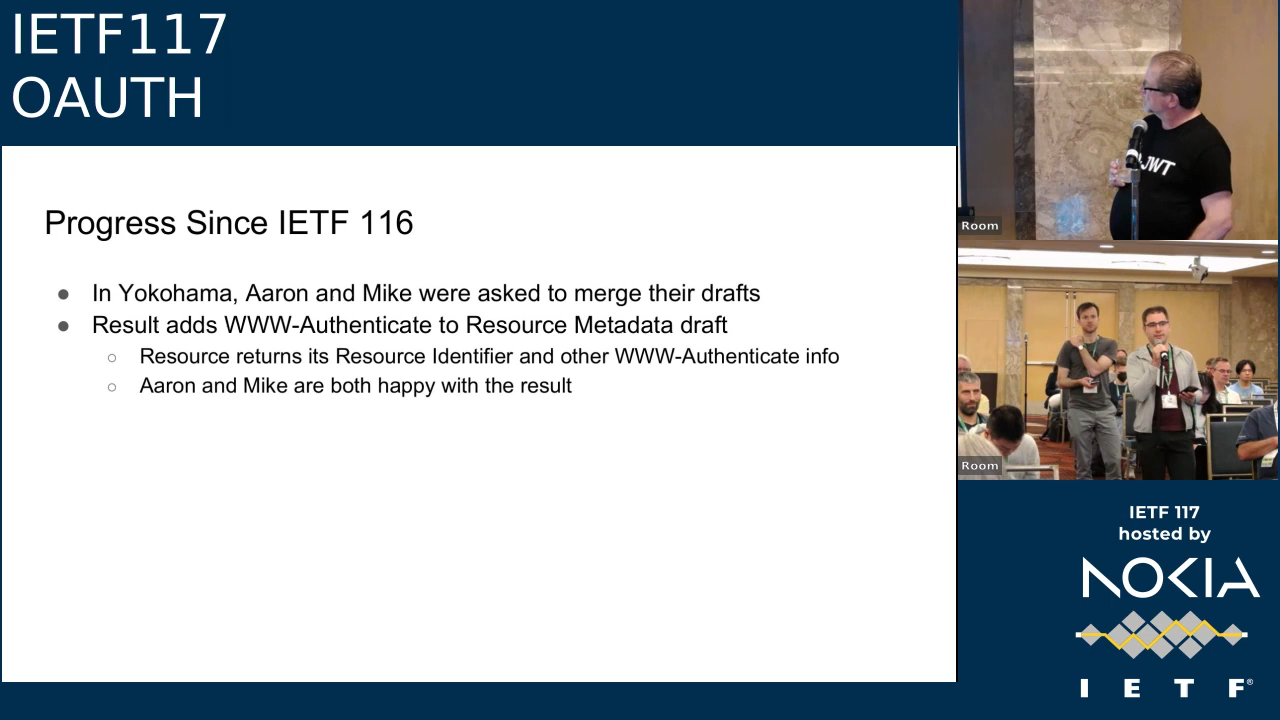 IETF117
OAUTH
Progress Since IETF 116
● In Yokohama, Aaron and Mike were asked to merge their drafts
● Result adds WWW-Authenticate to Resource Metadata draft
○ Resource returns its Resource Identifier and other WWW-Authenticate info
○ Aaron and Mike are both happy with the result
JWT
Room
Room
IETF 117
hosted by
NOKIA
I E T F®